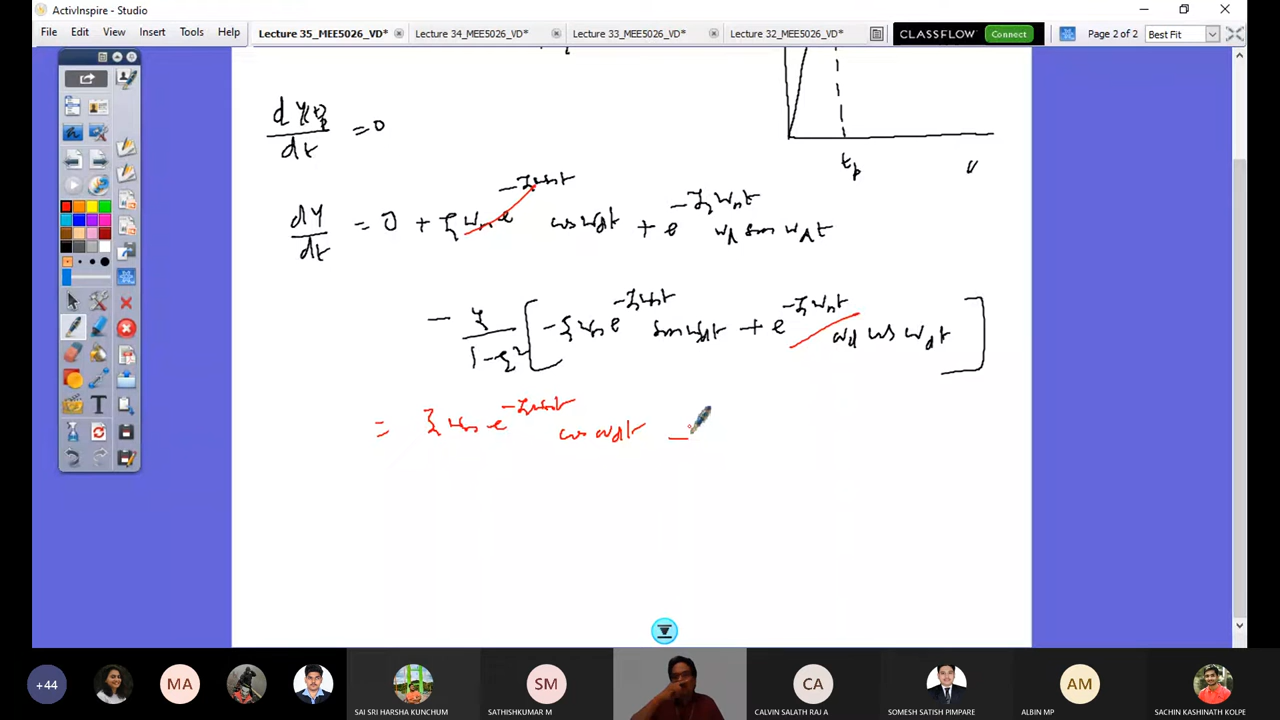 ActivInspire - Studio
File Edit View Insert Tools Help
Lecture 35_MEE5026_VD* Lecture 34_MEE5026_VD* Lecture 33_MEE5026_VD* Lecture 32_MEE5026_VD* CLASSFLOW Connect Page 2 of 2 Best Fit
dy(t)/dt = 0
tp
dy/dt = 0 + ζ ωn e^-ζωnt cos ωdt + e^-ζωnt ωd sin ωdt
- ζ/1-ζ² [-ζωn e^-ζωnt sin ωdt + e^-ζωnt ωd cos ωdt]
= ζ ωn e^-ζωnt cos ωdt -
+44 MA SM CA AM
SAI SRI HARSHA KUNCHUM SATHISHKUMAR M CALVIN SALATH RAJ A SOMESH SATISH PIMPARE ALBIN MP SACHIN KASHINATH KOLPE